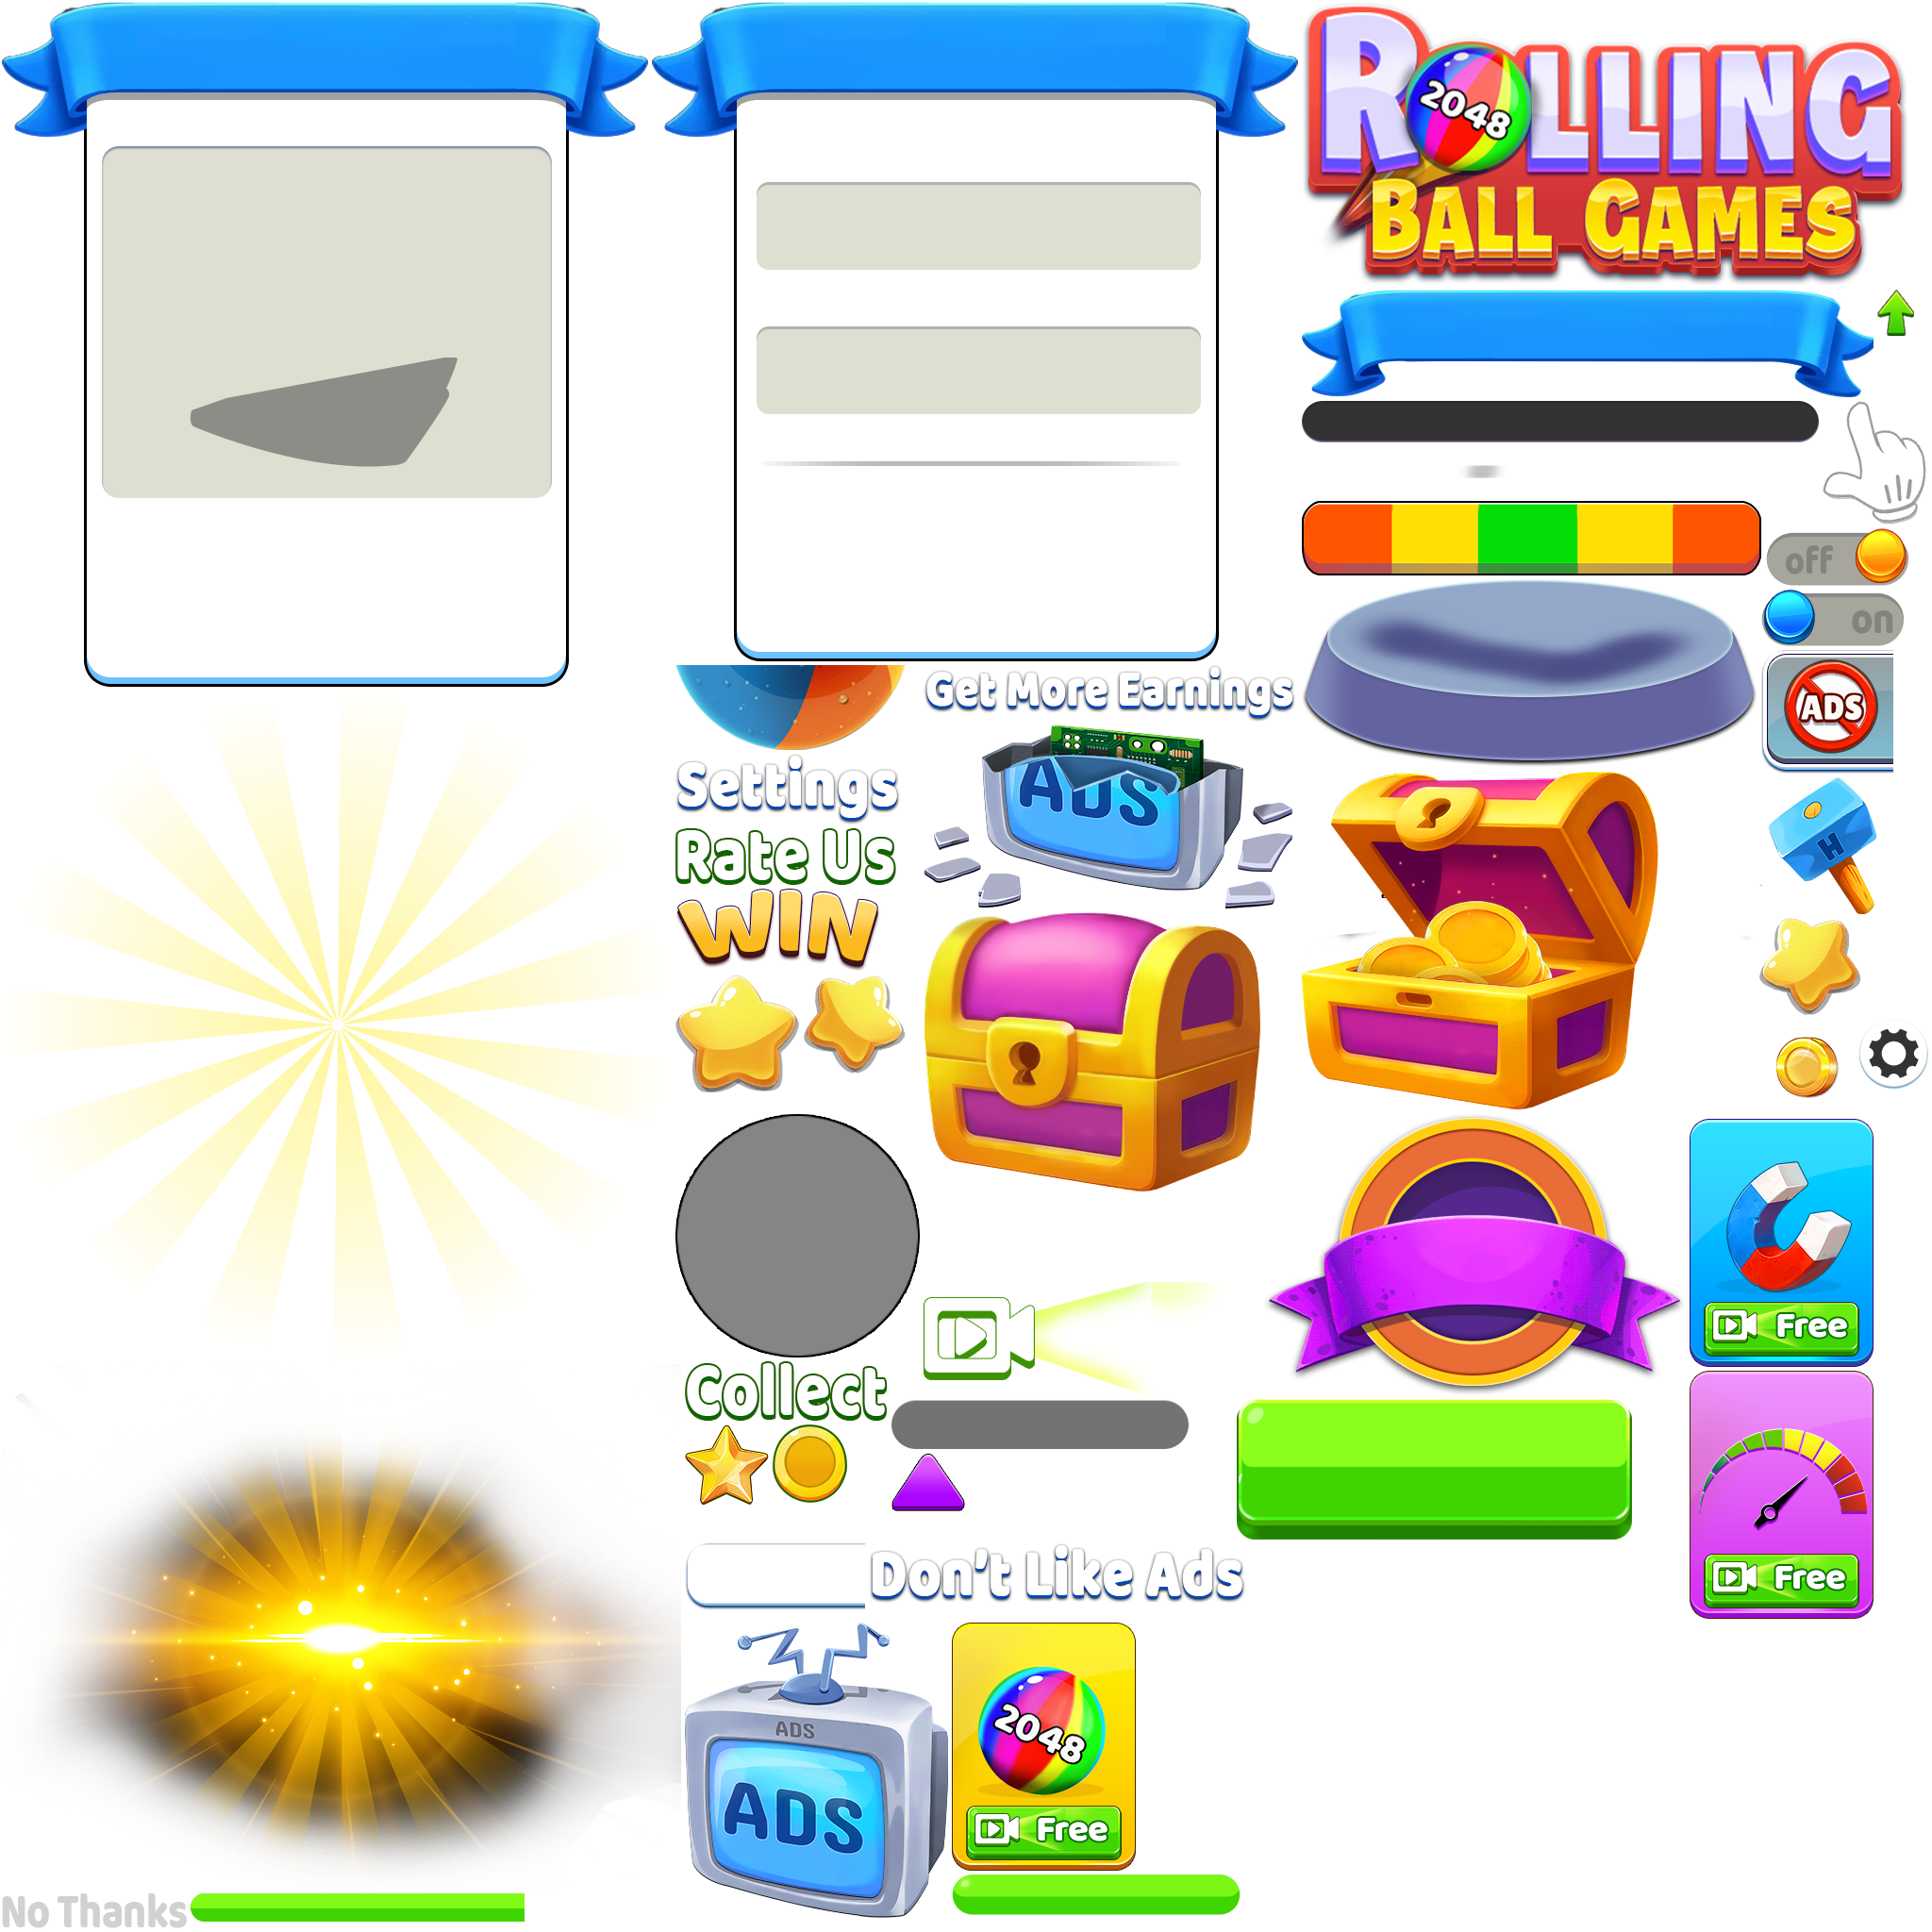 ROLLING
2048
BALL GAMES
off
on
ADS
Get More Earnings
ADS
Settings
Rate Us
WIN
H
Free
Collect
Free
Don't Like Ads
ADS
ADS
2048
Free
No Thanks